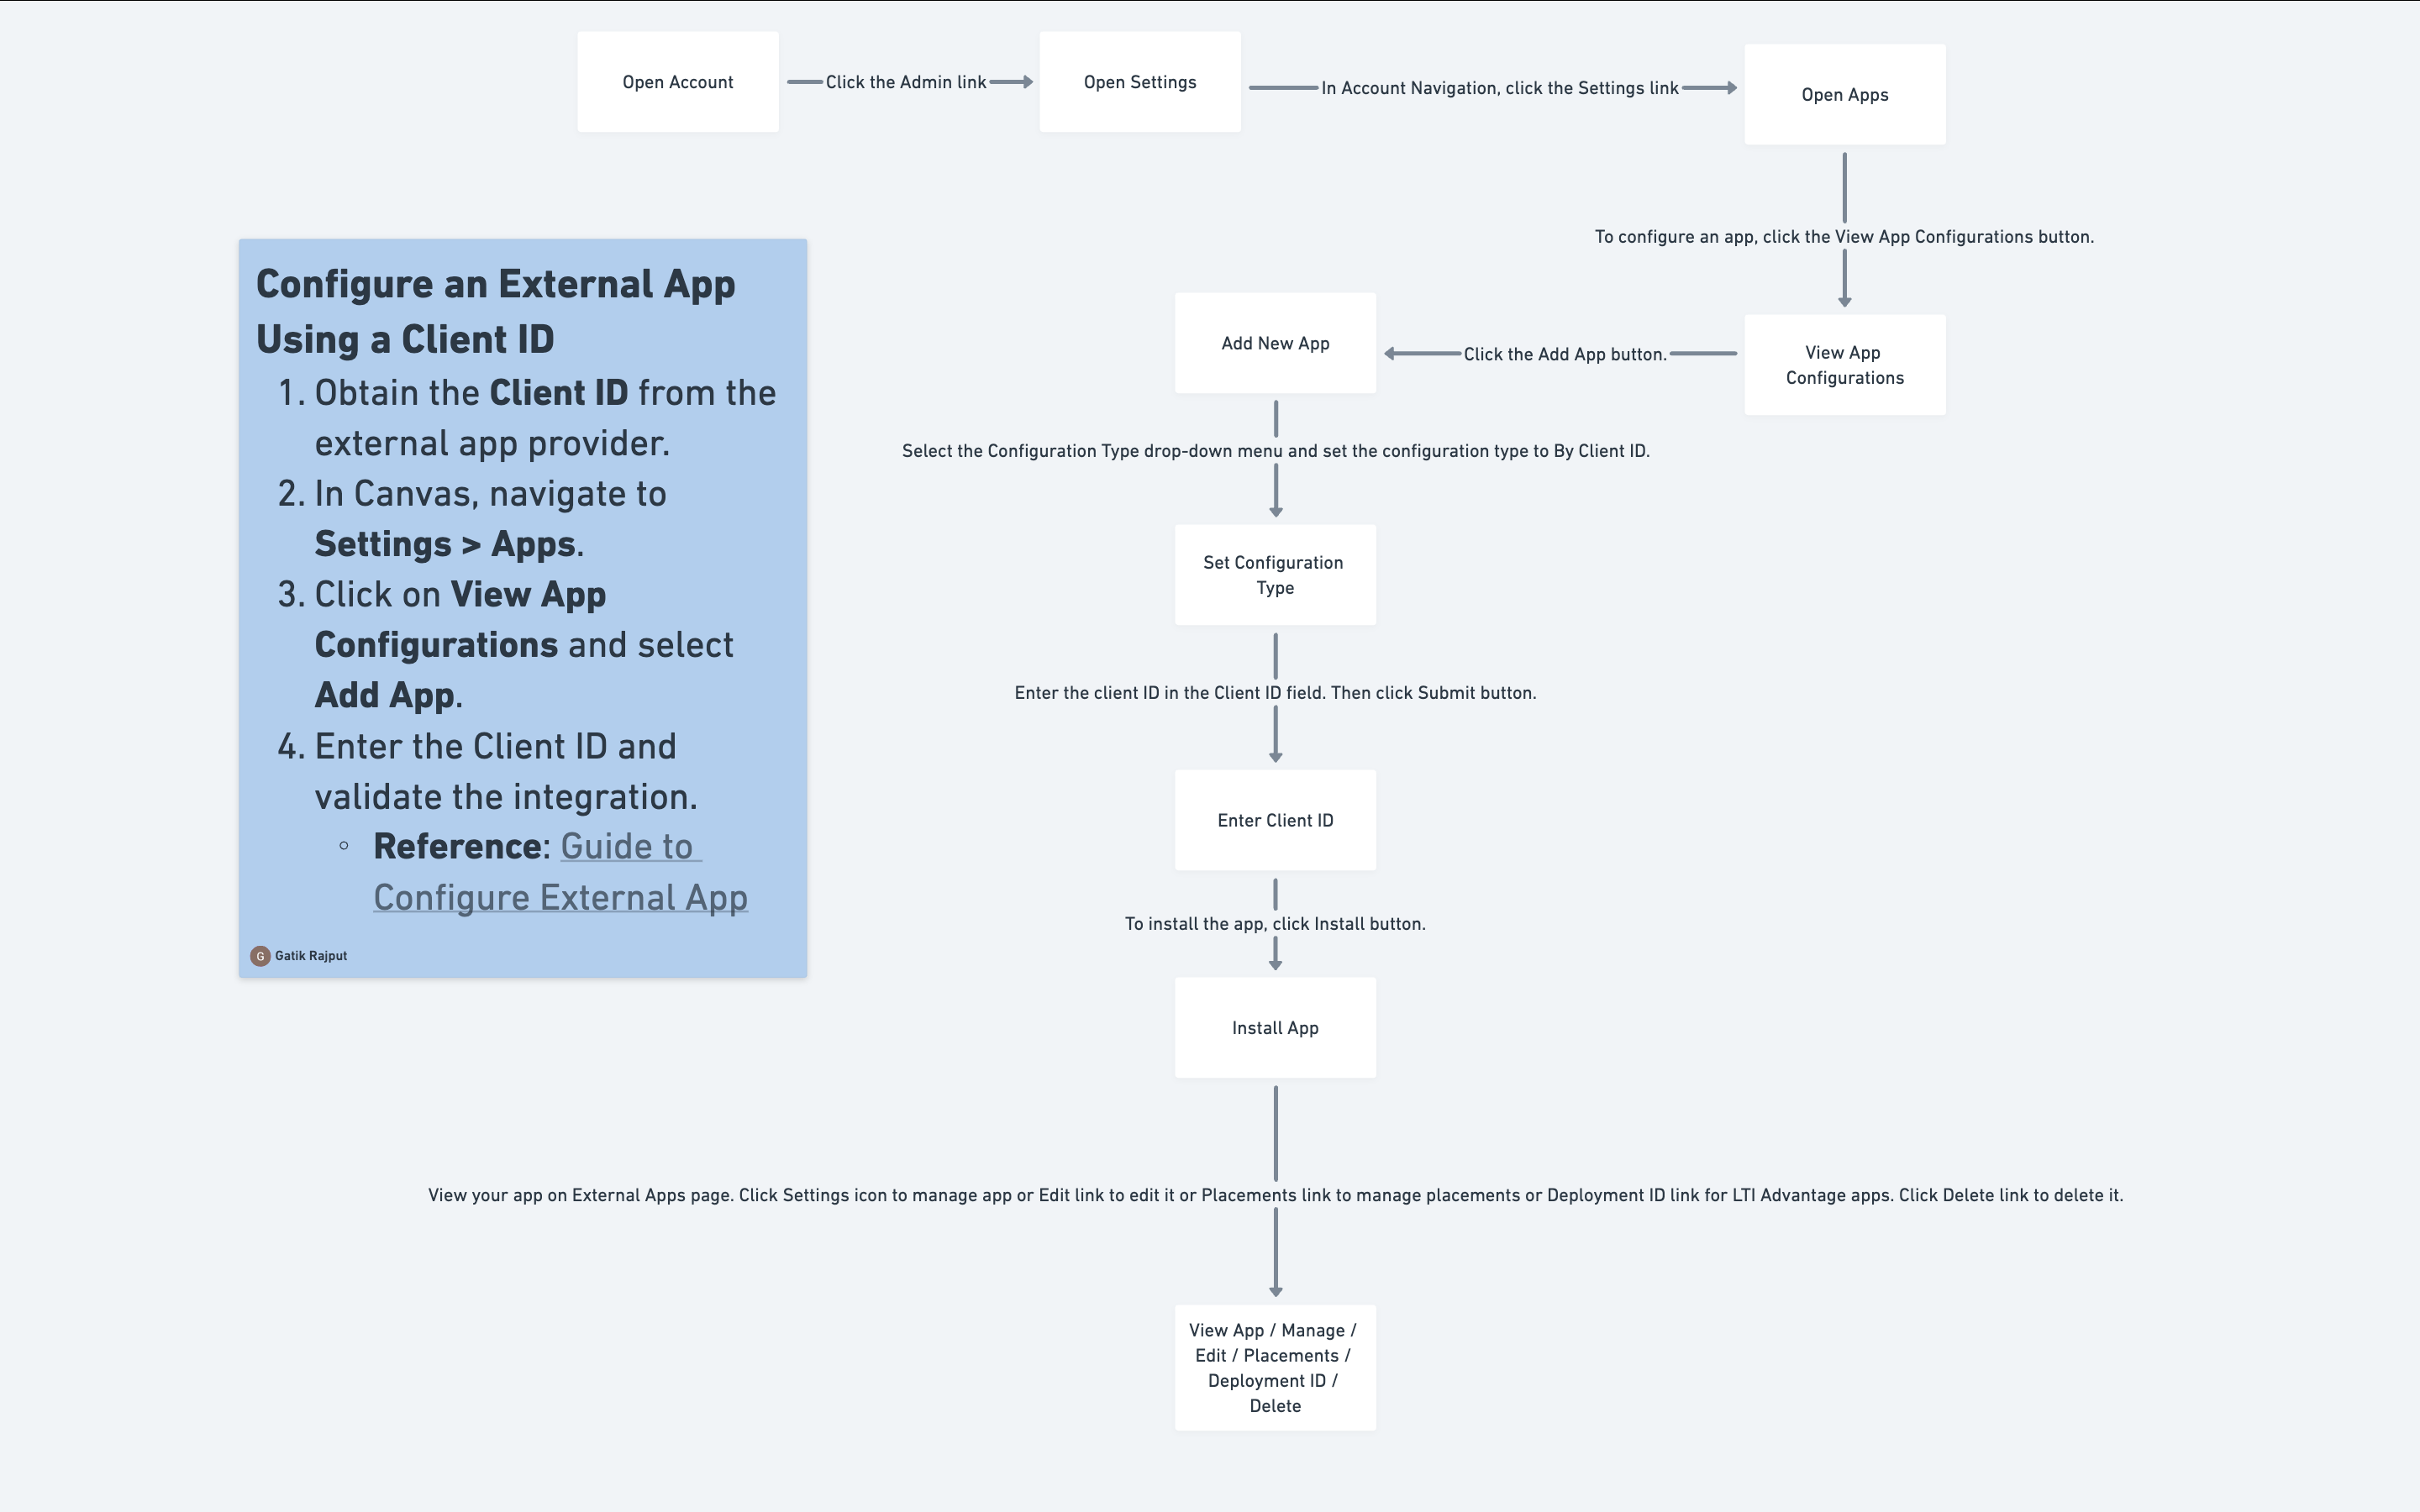 Open Account
Click the Admin link
Open Settings
In Account Navigation, click the Settings link
Open Apps
To configure an app, click the View App Configurations button.
View App
Configurations
Click the Add App button.
Add New App
Select the Configuration Type drop-down menu and set the configuration type to By Client ID.
Set Configuration
Type
Enter the client ID in the Client ID field. Then click Submit button.
Enter Client ID
To install the app, click Install button.
Install App
View your app on External Apps page. Click Settings icon to manage app or Edit link to edit it or Placements link to manage placements or Deployment ID link for LTI Advantage apps. Click Delete link to delete it.
View App / Manage /
Edit / Placements /
Deployment ID /
Delete
Configure an External App
Using a Client ID
1. Obtain the Client ID from the
external app provider.
2. In Canvas, navigate to
Settings > Apps.
3. Click on View App
Configurations and select
Add App.
4. Enter the Client ID and
validate the integration.
◦ Reference: Guide to
Configure External App
G Gatik Rajput